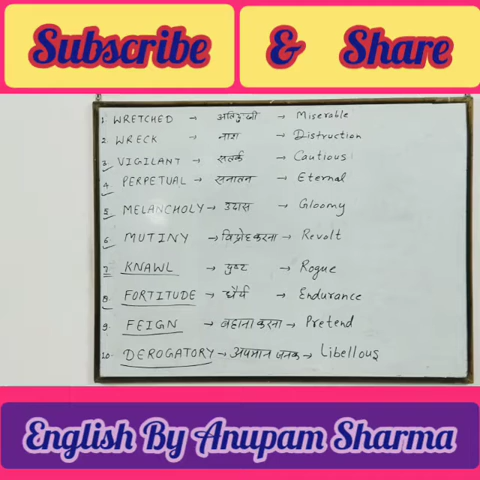 Subscribe & Share
1. WRETCHED → अतिदुखी → Miserable
2. WRECK → नाश → Distruction
3. VIGILANT → सतर्क → Cautious
4. PERPETUAL → सनातन → Eternal
5. MELANCHOLY → उदास → Gloomy
6. MUTINY → विद्रोह करना → Revolt
7. KNAWL → दुष्ट → Rogue
8. FORTITUDE → धैर्य → Endurance
9. FEIGN → बहाना करना → Pretend
10. DEROGATORY → अपमान जनक → Libellous
English By Anupam Sharma